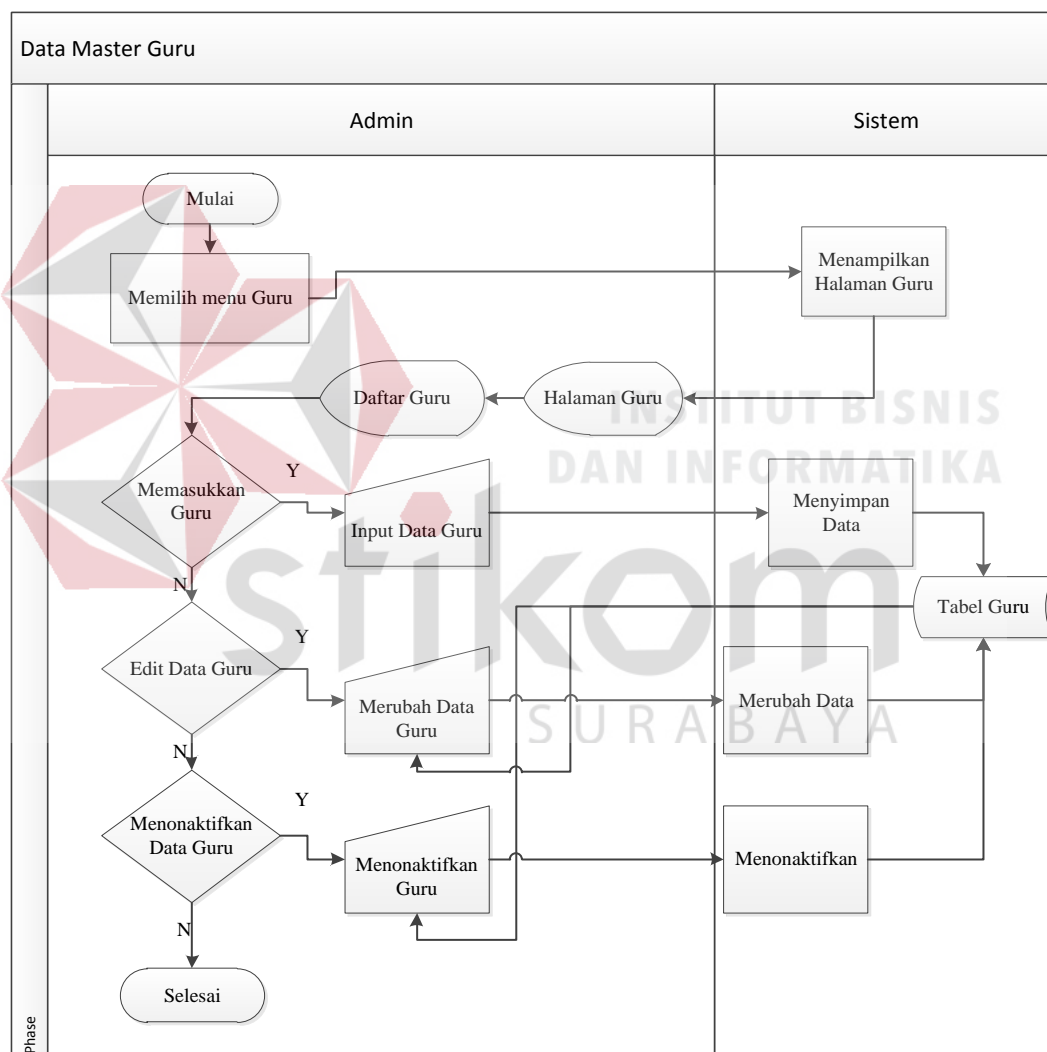 Data Master Guru
Admin
Sistem
Mulai
Memilih menu Guru
Menampilkan
Halaman Guru
Daftar Guru
Halaman Guru
INSTITUT BISNIS
DAN INFORMATIKA
Memasukkan
Guru
Y
Input Data Guru
Menyimpan
Data
stikom
N
Tabel Guru
Edit Data Guru
Y
Merubah Data
Guru
Merubah Data
SURABAYA
N
Menonaktifkan
Data Guru
Y
Menonaktifkan
Guru
Menonaktifkan
N
Selesai
Phase